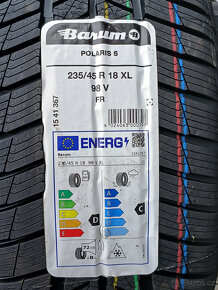 Barum
POLARIS 5
235/45 R 18 XL
98 V
FR
15 41 367
ENERG
Barum
235/45 R 18 98 V XL
A
B
C
D
E
A
B
C
D
E
D
C
72